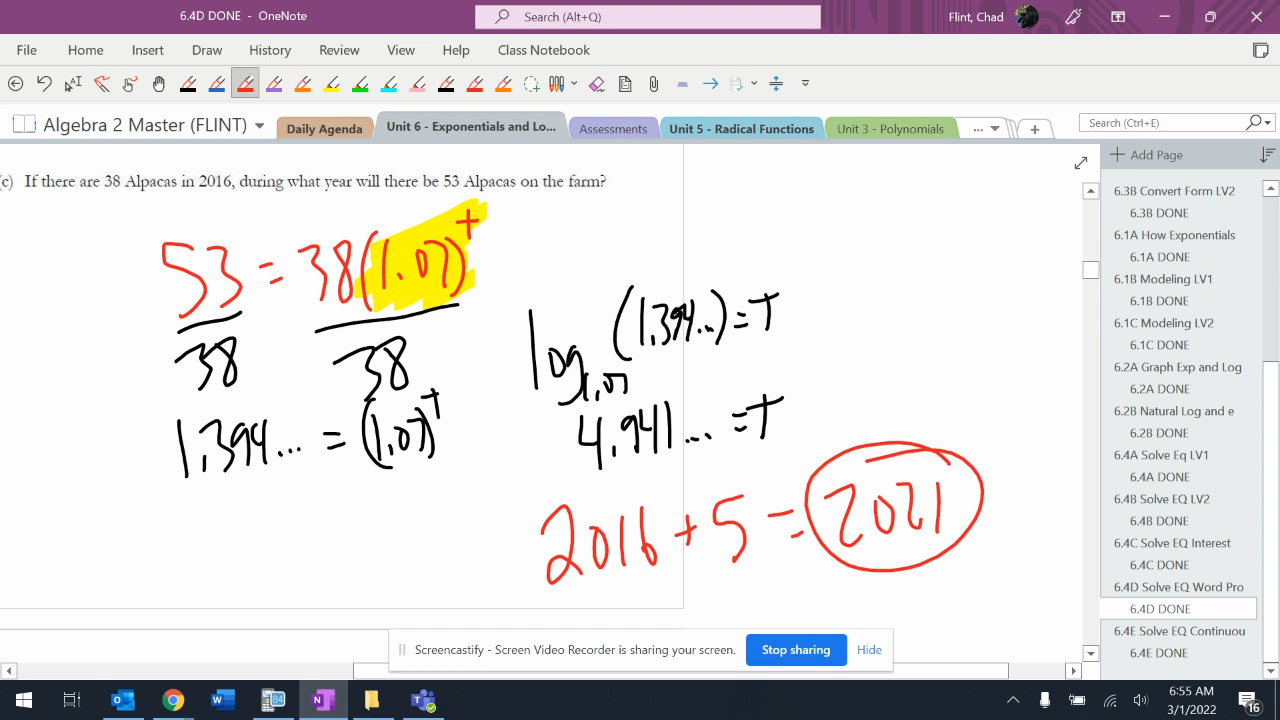 6.4D DONE - OneNote
Search (Alt+Q)
Flint, Chad
File Home Insert Draw History Review View Help Class Notebook
Algebra 2 Master (FLINT)
Daily Agenda
Unit 6 - Exponentials and Lo...
Assessments
Unit 5 - Radical Functions
Unit 3 - Polynomials
...
Search (Ctrl+E)
Add Page
(c) If there are 38 Alpacas in 2016, during what year will there be 53 Alpacas on the farm?
53 = 38(1.07)^t
38 38
1.394... = (1.07)^T
log_1.07 (1.394...) = T
4.941... = T
2016 + 5 = 2021
6.3B Convert Form LV2
6.3B DONE
6.1A How Exponentials
6.1A DONE
6.1B Modeling LV1
6.1B DONE
6.1C Modeling LV2
6.1C DONE
6.2A Graph Exp and Log
6.2A DONE
6.2B Natural Log and e
6.2B DONE
6.4A Solve Eq LV1
6.4A DONE
6.4B Solve EQ LV2
6.4B DONE
6.4C Solve EQ Interest
6.4C DONE
6.4D Solve EQ Word Pro
6.4D DONE
6.4E Solve EQ Continuou
6.4E DONE
Screencastify - Screen Video Recorder is sharing your screen.
Stop sharing
Hide
84
6:55 AM
3/1/2022
16